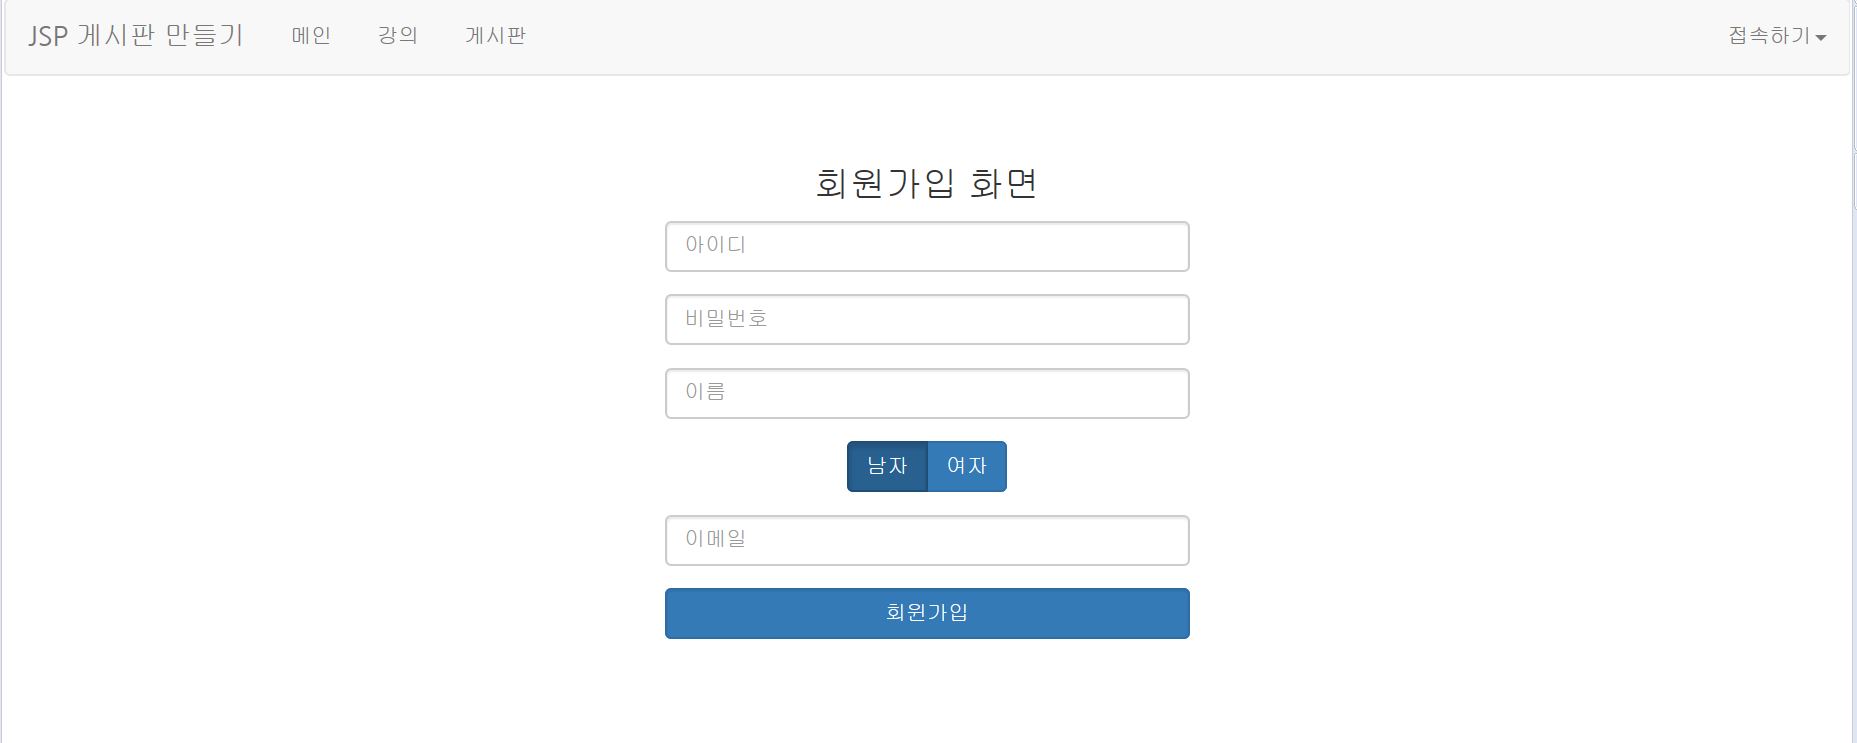 JSP 게시판 만들기 메인 강의 게시판 접속하기
회원가입 화면
아이디
비밀번호
이름
남자 여자
이메일
회원가입